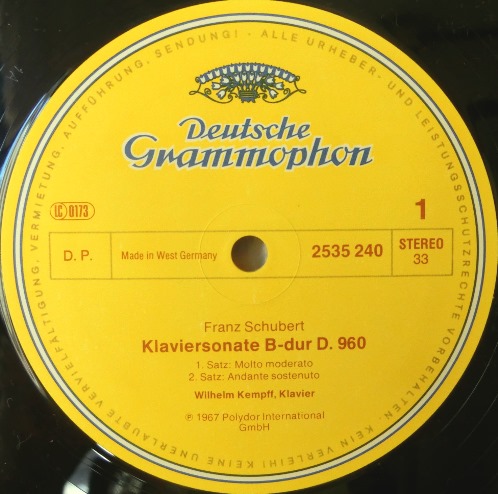 ALLE URHEBER- UND LEISTUNGSSCHUTZRECHTE VORBEHALTEN · KEIN VERLEIH! KEINE UNERLAUBTE VERVIELFÄLTIGUNG, VERMIETUNG, AUFFÜHRUNG, SENDUNG! ·
Deutsche
Grammophon
LC 0173
1
D. P.
Made in West Germany
2535 240
STEREO
33
Franz Schubert
Klaviersonate B-dur D. 960
1. Satz: Molto moderato
2. Satz: Andante sostenuto
Wilhelm Kempff, Klavier
℗ 1967 Polydor International
GmbH